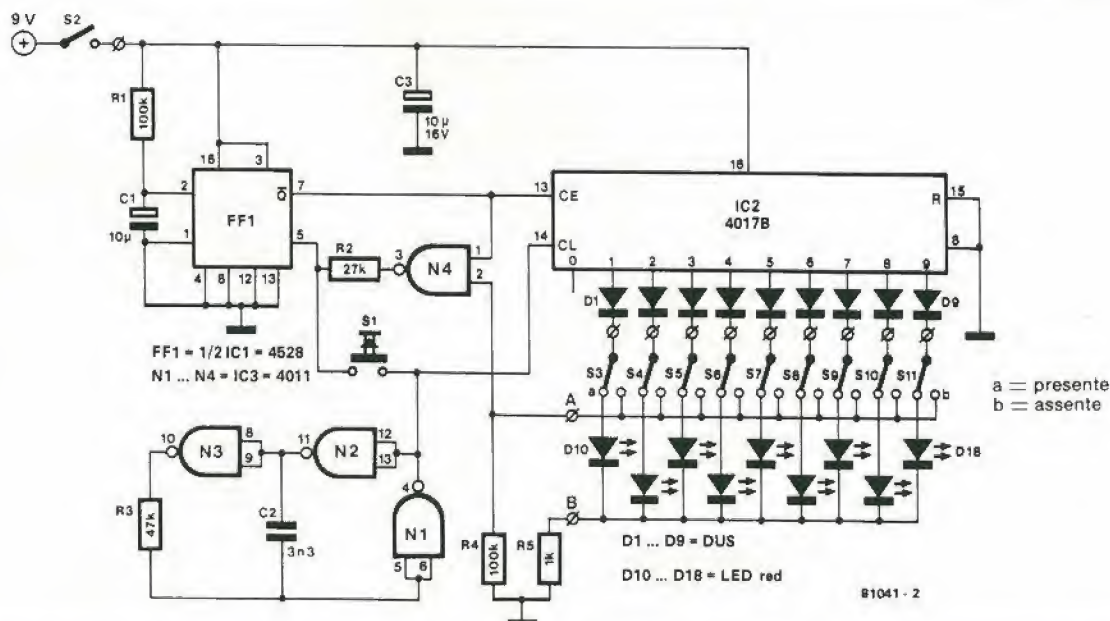 9 V
S2
R1
100k
C1
10µ
C3
10 µ
16V
16
3
2
1
Q
7
5
FF1
4
8
12
13
R2
27k
3
N4
1
2
S1
FF1 = 1/2 IC1 = 4528
N1 ... N4 = IC3 = 4011
16
13
CE
IC2
4017B
R
15
14
CL
8
0
1
2
3
4
5
6
7
8
9
D1
D9
S3
S4
S5
S6
S7
S8
S9
S10
S11
a
b
a = presente
b = assente
A
D10
D18
B
10
N3
8
9
11
N2
12
13
4
N1
5
6
R3
47k
C2
3n3
R4
100k
R5
1k
D1 ... D9 = DUS
D10 ... D18 = LED red
81041 - 2